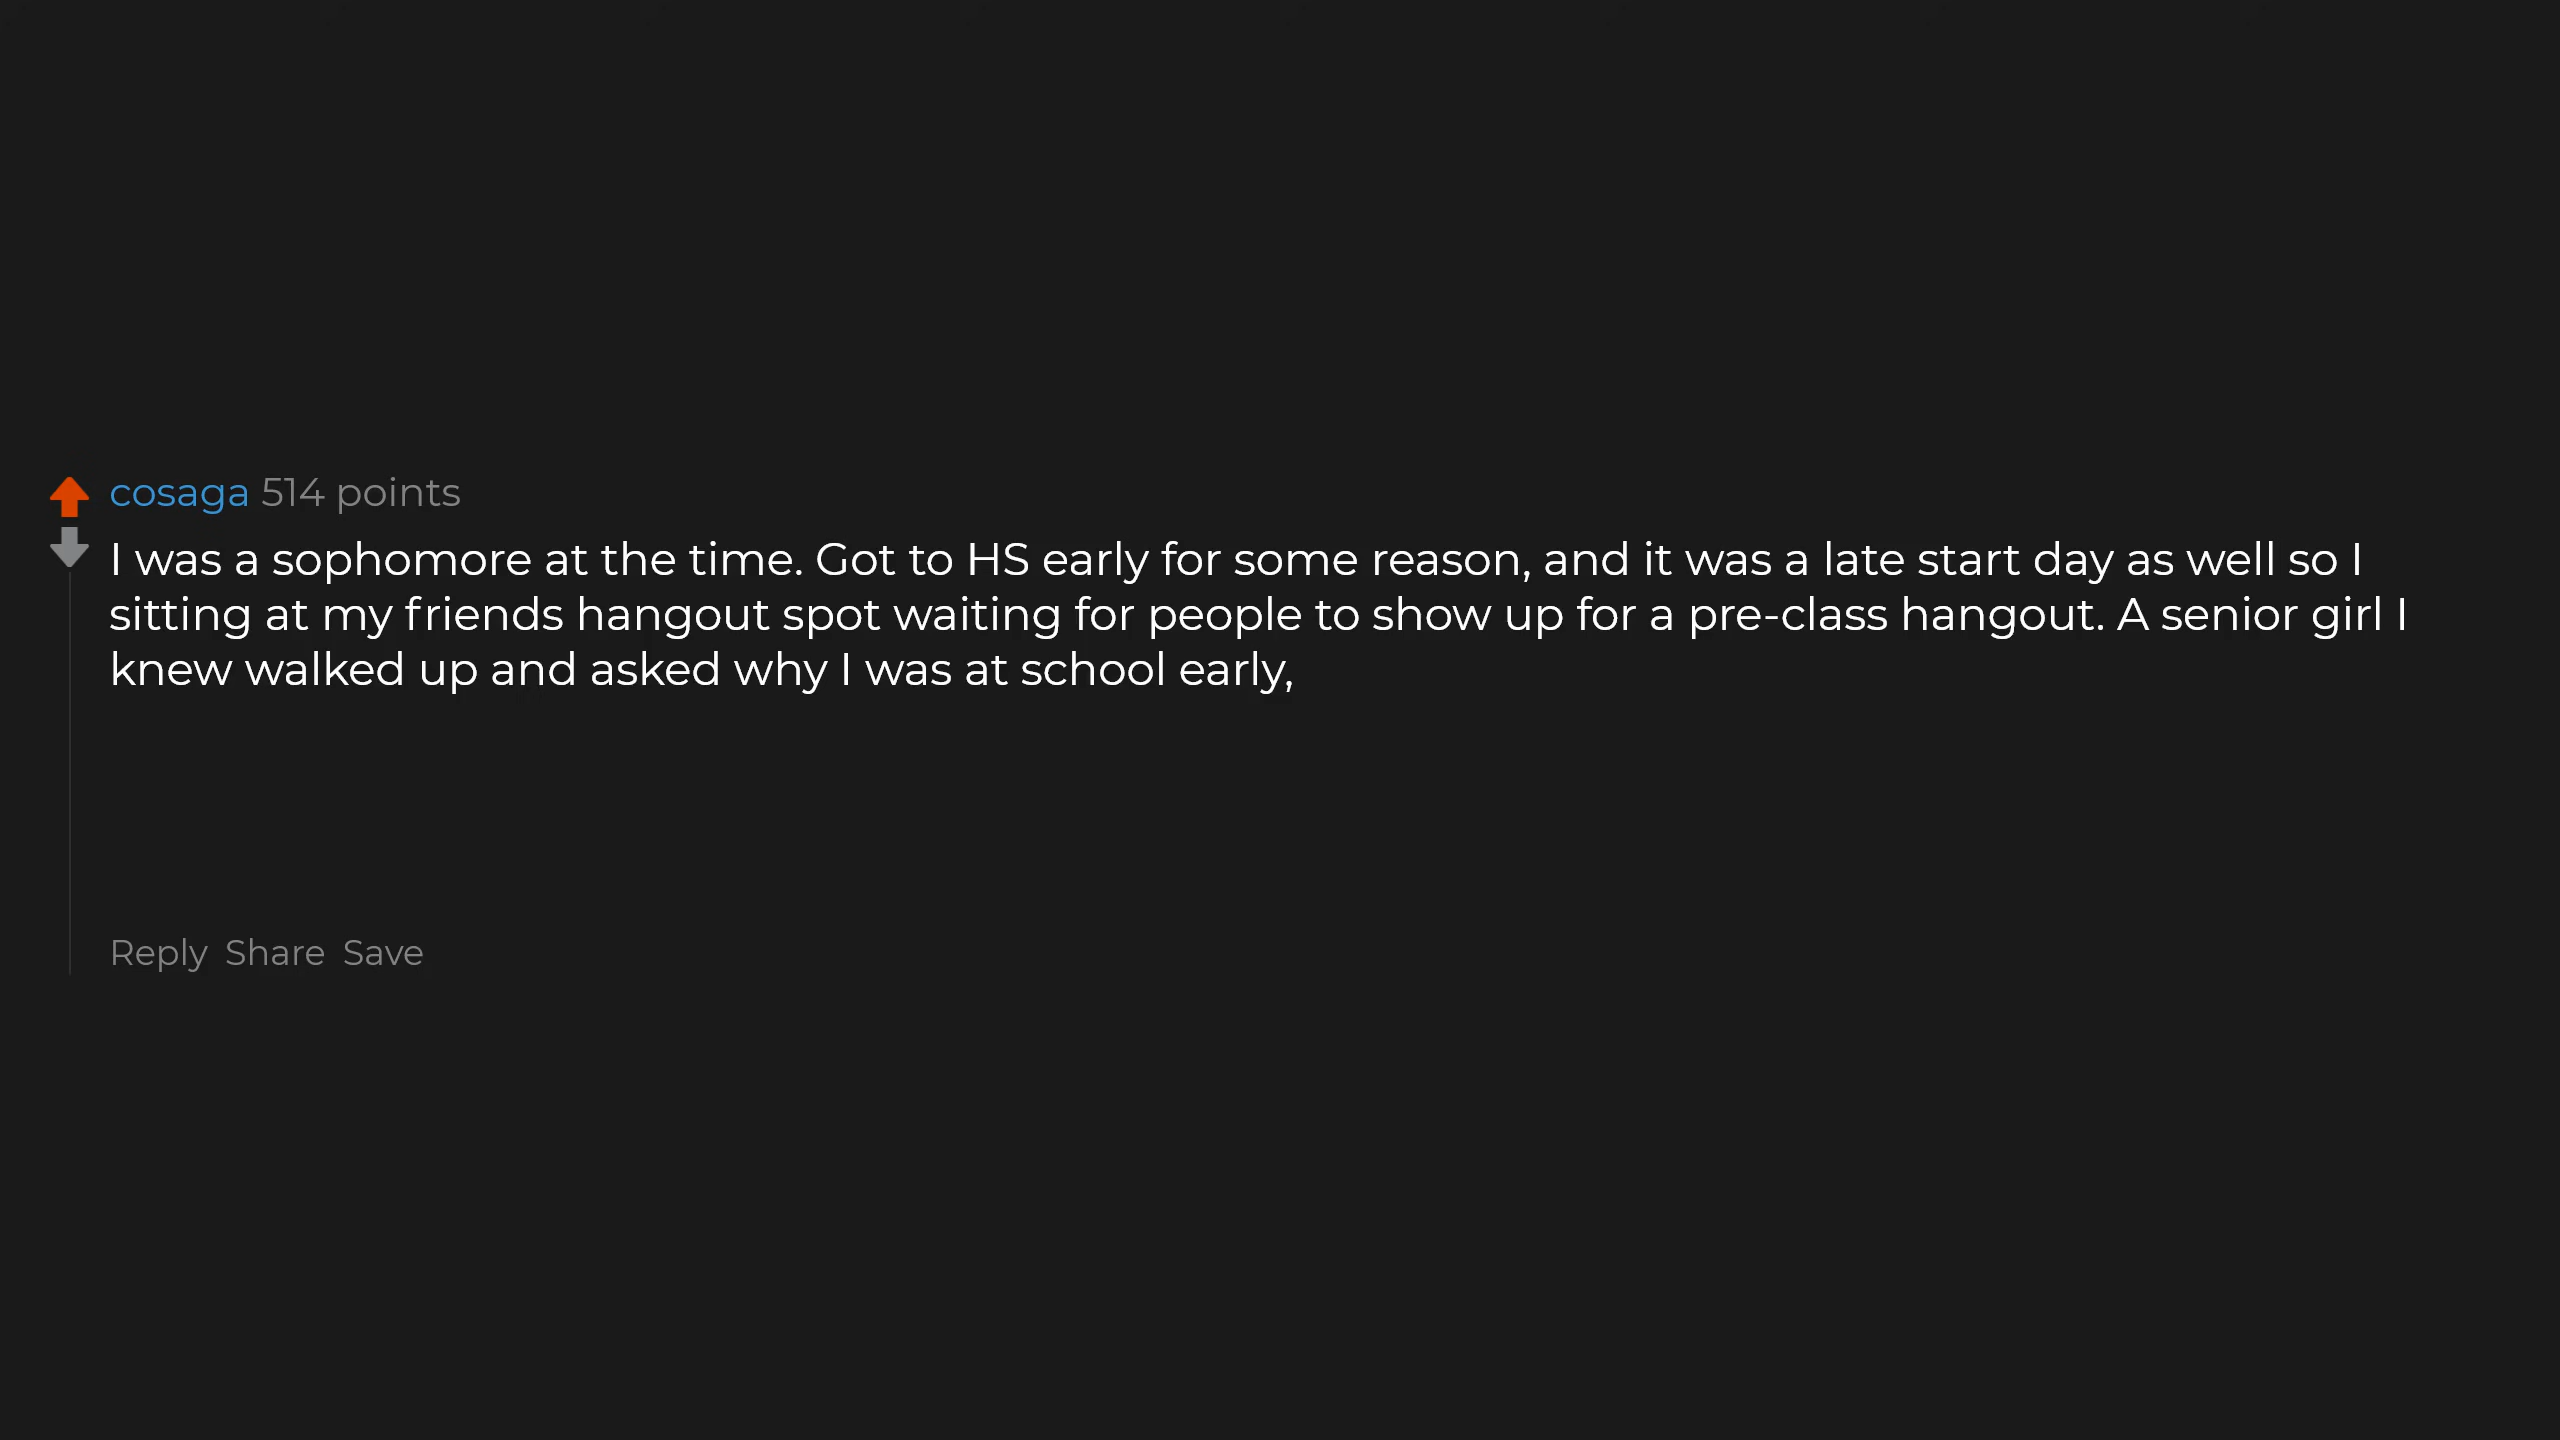 cosaga 514 points
I was a sophomore at the time. Got to HS early for some reason, and it was a late start day as well so I
sitting at my friends hangout spot waiting for people to show up for a pre-class hangout. A senior girl I
knew walked up and asked why I was at school early,
Reply Share Save